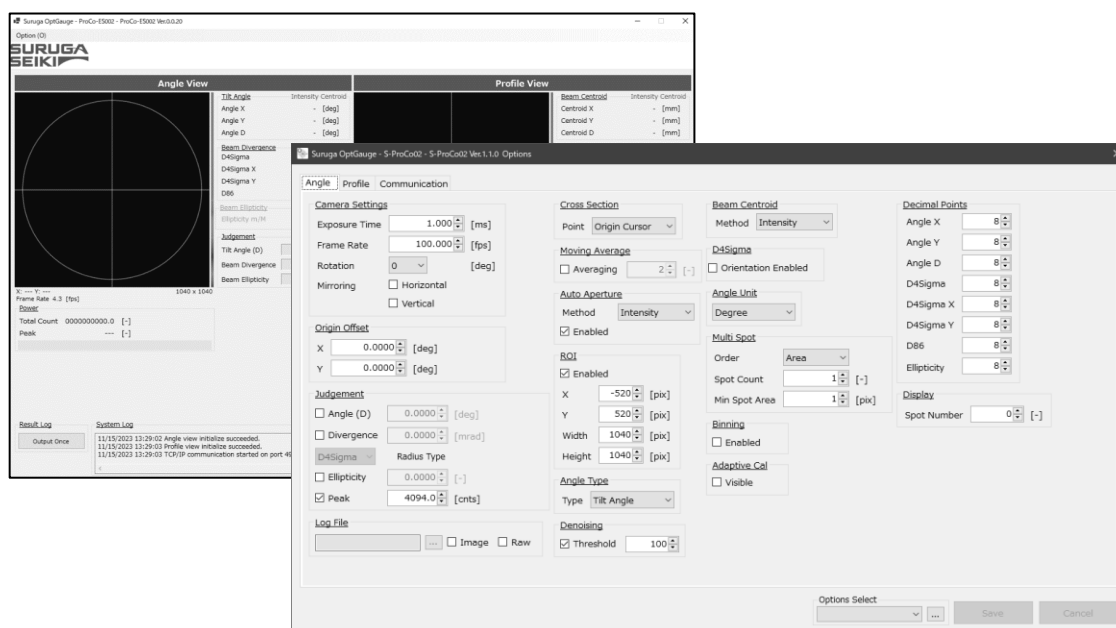 Suruga OptGauge - ProCo-E5002 - ProCo-E5002 Ver.0.0.20
Option (O)
SURUGA
SEIKI
Angle View
Profile View
Tilt Angle Intensity Centroid
Angle X - [deg]
Angle Y - [deg]
Angle D - [deg]
Beam Divergence
D4Sigma
D4Sigma X
D4Sigma Y
D86
Beam Ellipticity
Ellipticity m/M
Judgement
Tilt Angle (D)
Beam Divergence
Beam Ellipticity
Beam Centroid Intensity Centroid
Centroid X - [mm]
Centroid Y - [mm]
Centroid D - [mm]
X: --- Y: --- 1040 x 1040
Frame Rate 4.3 [fps]
Power
Total Count 0000000000.0 [-]
Peak --- [-]
Result Log
Output Once
System Log
11/15/2023 13:29:02 Angle view initialize succeeded.
11/15/2023 13:29:03 Profile view initialize succeeded.
11/15/2023 13:29:03 TCP/IP communication started on port 49
Suruga OptGauge - S-ProCo02 - S-ProCo02 Ver.1.1.0 Options
Angle Profile Communication
Camera Settings
Exposure Time 1.000 [ms]
Frame Rate 100.000 [fps]
Rotation 0 [deg]
Mirroring Horizontal
Vertical
Origin Offset
X 0.0000 [deg]
Y 0.0000 [deg]
Judgement
Angle (D) 0.0000 [deg]
Divergence 0.0000 [mrad]
D4Sigma Radius Type
Ellipticity 0.0000 [-]
Peak 4094.0 [cnts]
Log File
... Image Raw
Cross Section
Point Origin Cursor
Moving Average
Averaging 2 [-]
Auto Aperture
Method Intensity
Enabled
ROI
Enabled
X -520 [pix]
Y 520 [pix]
Width 1040 [pix]
Height 1040 [pix]
Angle Type
Type Tilt Angle
Denoising
Threshold 100
Beam Centroid
Method Intensity
D4Sigma
Orientation Enabled
Angle Unit
Degree
Multi Spot
Order Area
Spot Count 1 [-]
Min Spot Area 1 [pix]
Binning
Enabled
Adaptive Cal
Visible
Decimal Points
Angle X 8
Angle Y 8
Angle D 8
D4Sigma 8
D4Sigma X 8
D4Sigma Y 8
D86 8
Ellipticity 8
Display
Spot Number 0 [-]
Options Select
... Save Cancel